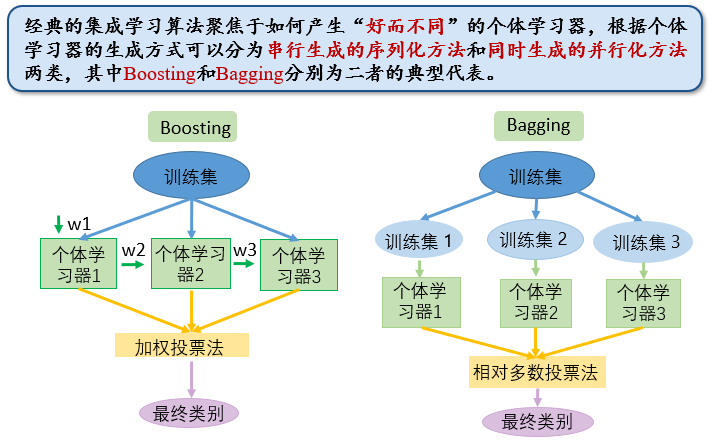 经典的集成学习算法聚焦于如何产生“好而不同”的个体学习器，根据个体
学习器的生成方式可以分为串行生成的序列化方法和同时生成的并行化方法
两类，其中Boosting和Bagging分别为二者的典型代表。
Boosting
训练集
w1
个体学
习器1
w2
个体学习
器2
w3
个体学
习器3
加权投票法
最终类别
Bagging
训练集
训练集 1
训练集 2
训练集 3
个体学
习器1
个体学
习器2
个体学
习器3
相对多数投票法
最终类别